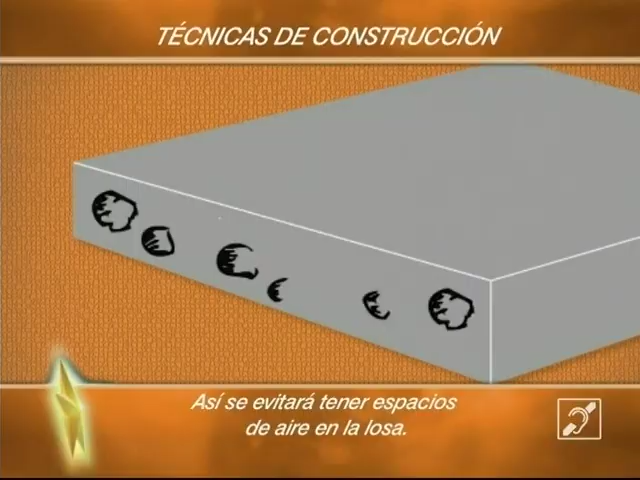 TÉCNICAS DE CONSTRUCCIÓN
Así se evitará tener espacios
de aire en la losa.